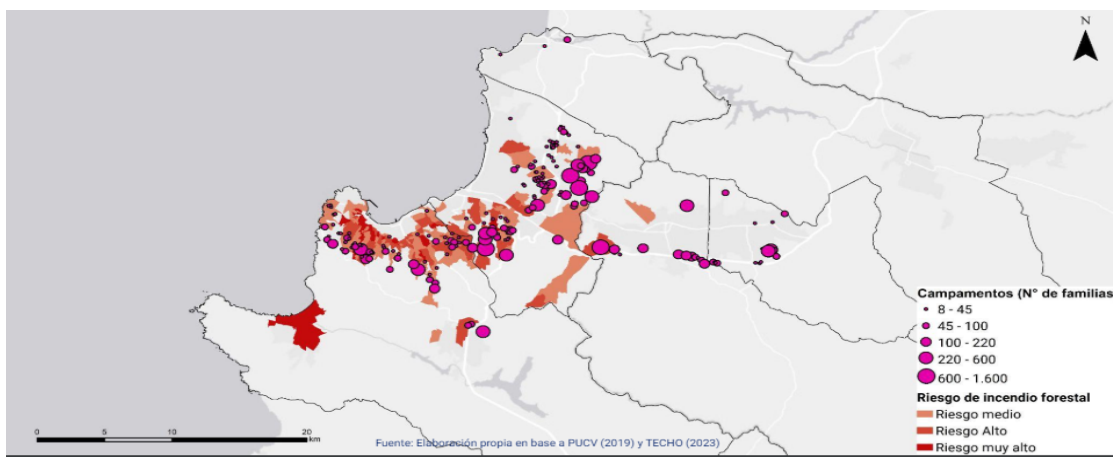 N
Campamentos (N° de familias
8 - 45
45 - 100
100 - 220
220 - 600
600 - 1.600
Riesgo de incendio forestal
Riesgo medio
Riesgo Alto
Riesgo muy alto
0 5 10 20
km
Fuente: Elaboración propia en base a PUCV (2019) y TECHO (2023)